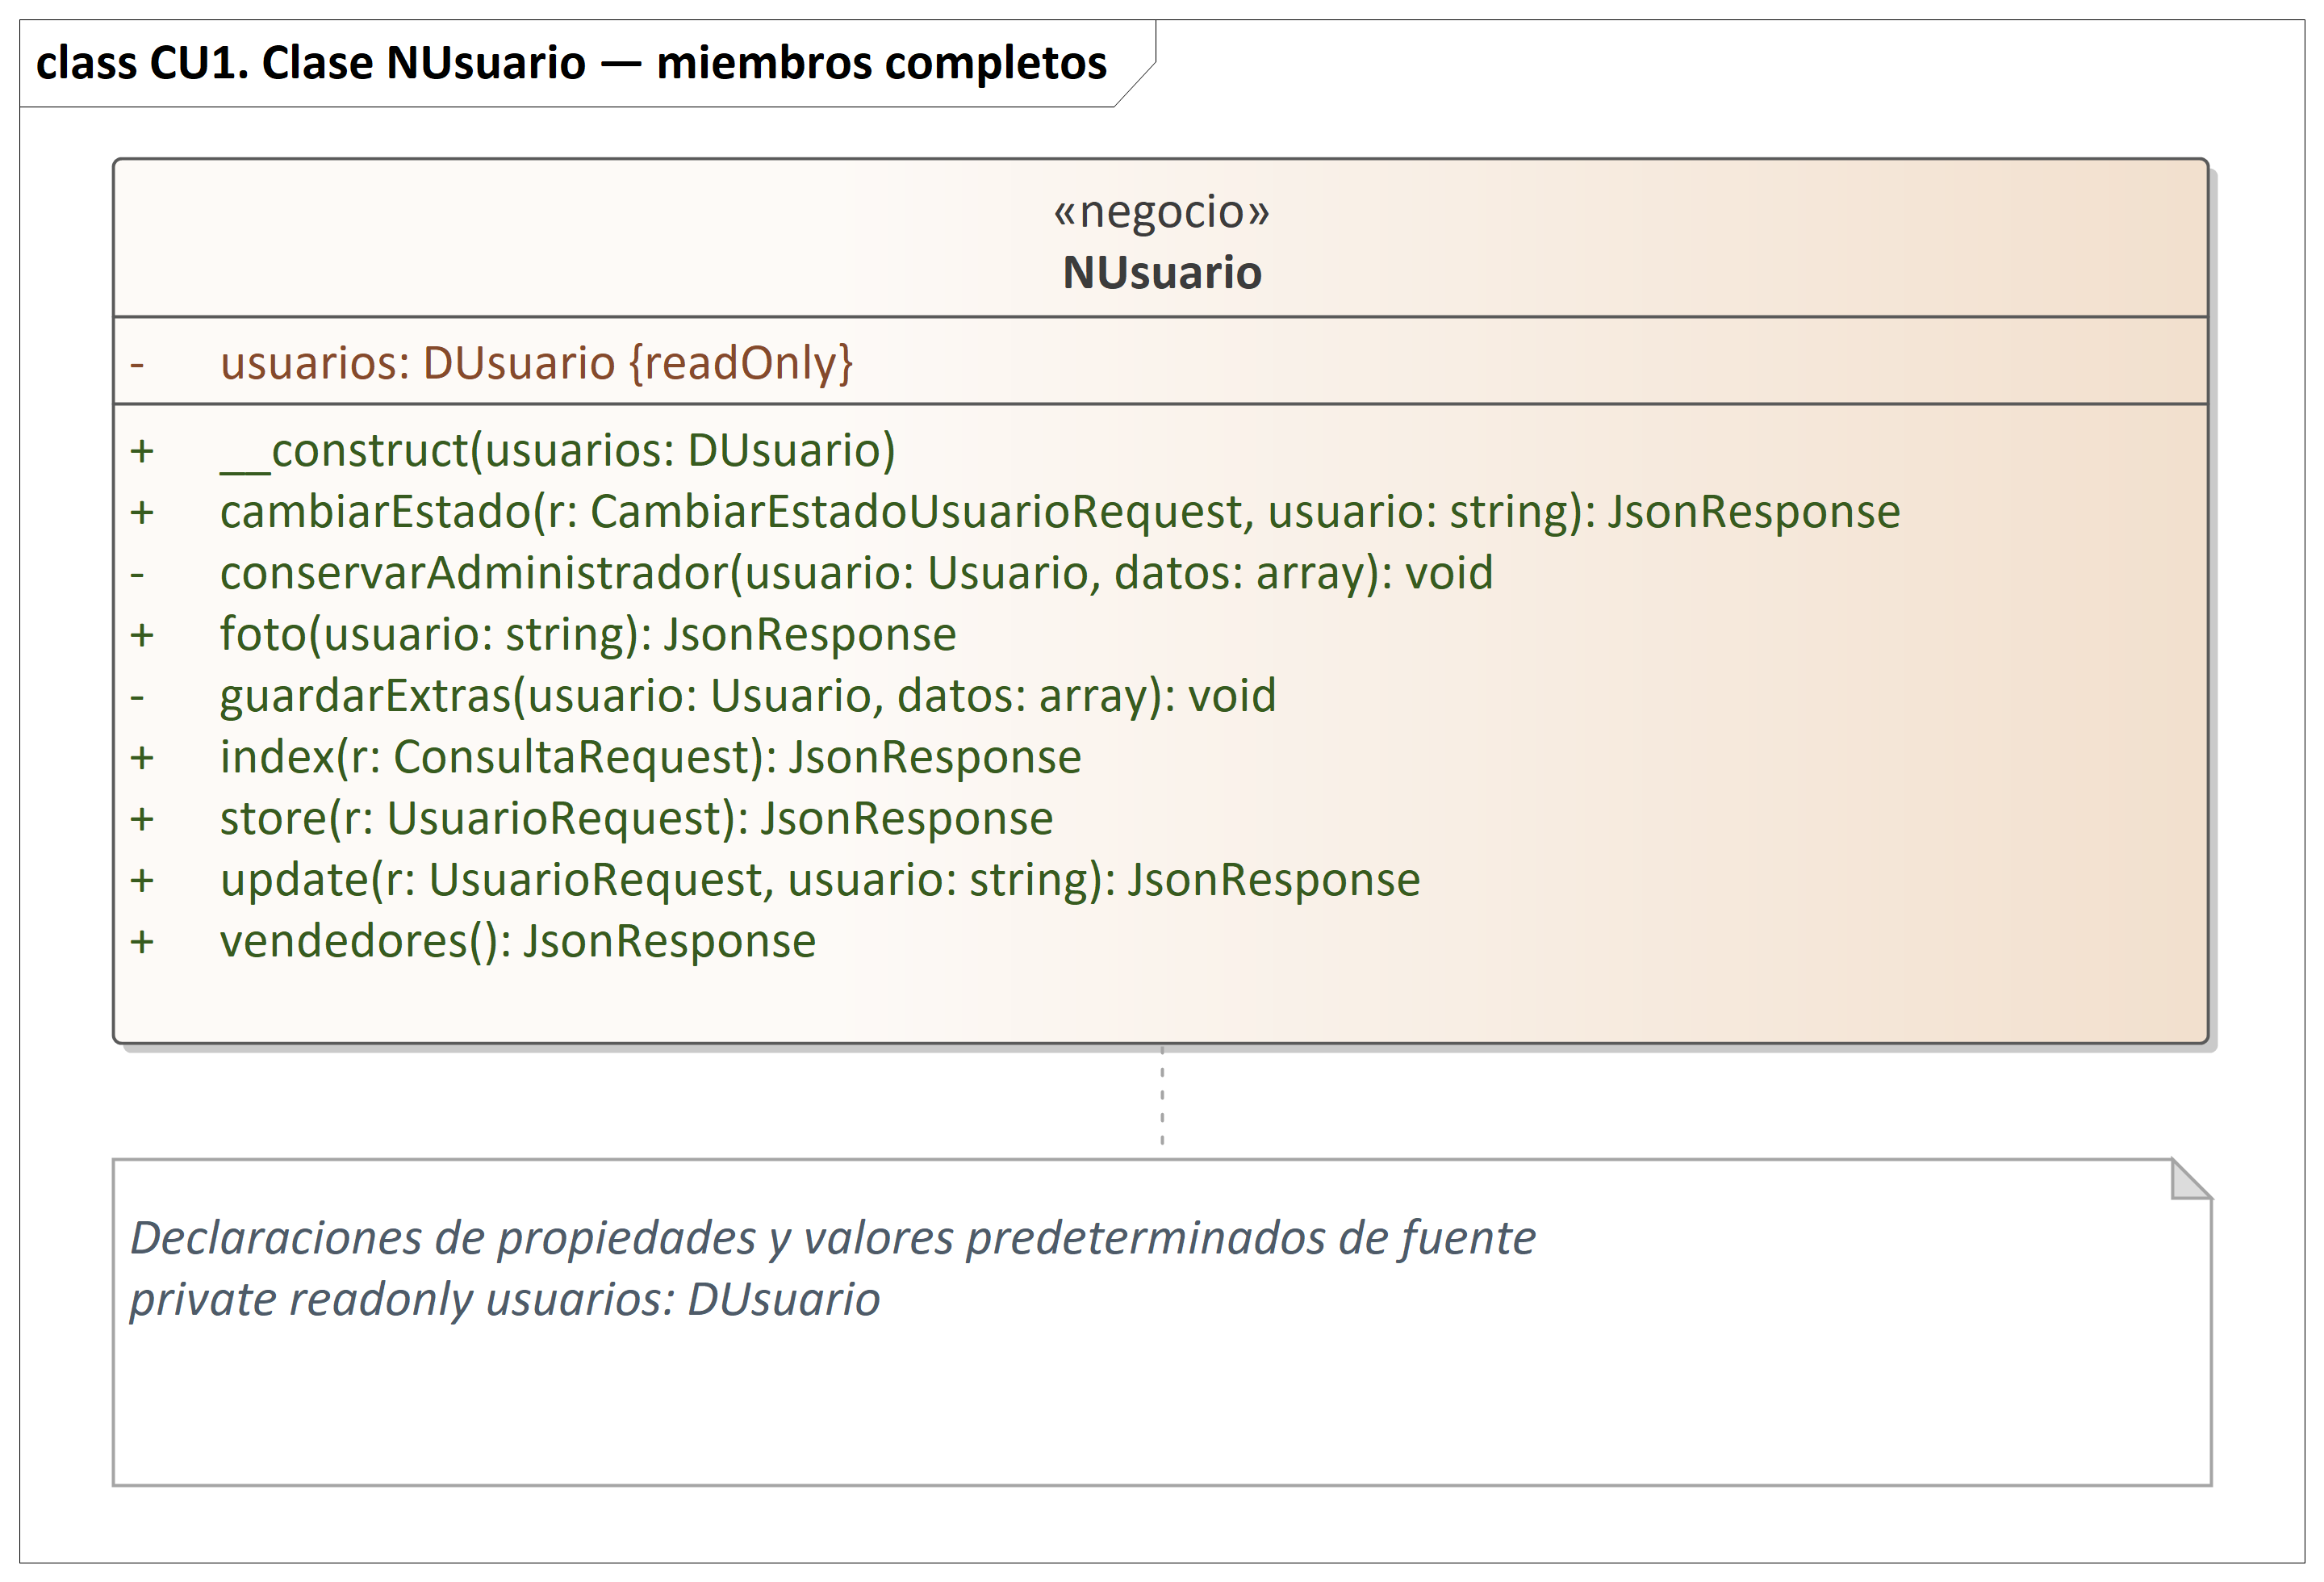 class CU1. Clase NUsuario — miembros completos
«negocio»
NUsuario
- usuarios: DUsuario {readOnly}
+ __construct(usuarios: DUsuario)
+ cambiarEstado(r: CambiarEstadoUsuarioRequest, usuario: string): JsonResponse
- conservarAdministrador(usuario: Usuario, datos: array): void
+ foto(usuario: string): JsonResponse
- guardarExtras(usuario: Usuario, datos: array): void
+ index(r: ConsultaRequest): JsonResponse
+ store(r: UsuarioRequest): JsonResponse
+ update(r: UsuarioRequest, usuario: string): JsonResponse
+ vendedores(): JsonResponse
Declaraciones de propiedades y valores predeterminados de fuente
private readonly usuarios: DUsuario